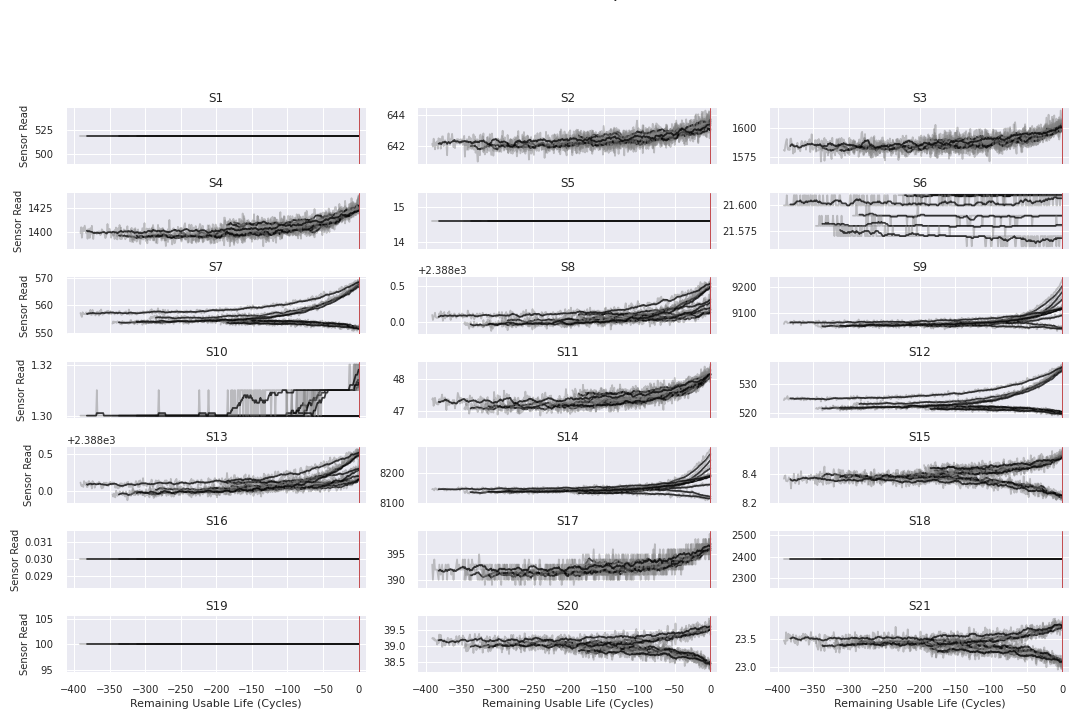 S1 S2 S3
Sensor Read
525
500
644
642
1600
1575
S4 S5 S6
Sensor Read
1425
1400
15
14
21.600
21.575
S7 S8 S9
Sensor Read
570
560
550
+2.388e3
0.5
0.0
9200
9100
S10 S11 S12
Sensor Read
1.32
1.30
48
47
530
520
S13 S14 S15
Sensor Read
+2.388e3
0.5
0.0
8200
8100
8.4
8.2
S16 S17 S18
Sensor Read
0.031
0.030
0.029
395
390
2500
2400
2300
S19 S20 S21
Sensor Read
105
100
95
39.5
39.0
38.5
23.5
23.0
−400 −350 −300 −250 −200 −150 −100 −50 0 −400 −350 −300 −250 −200 −150 −100 −50 0 −400 −350 −300 −250 −200 −150 −100 −50 0
Remaining Usable Life (Cycles) Remaining Usable Life (Cycles) Remaining Usable Life (Cycles)